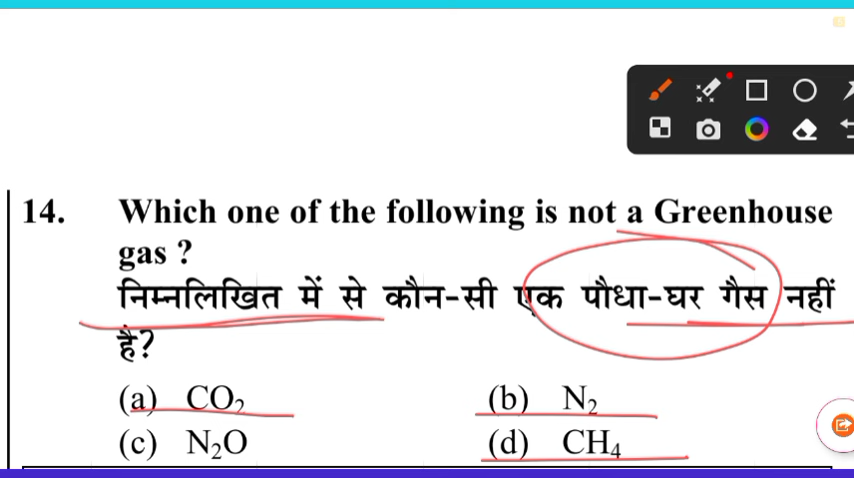 14. Which one of the following is not a Greenhouse
gas ?
निम्नलिखित में से कौन-सी एक पौधा-घर गैस नहीं
है?
(a) CO₂ (b) N₂
(c) N₂O (d) CH₄